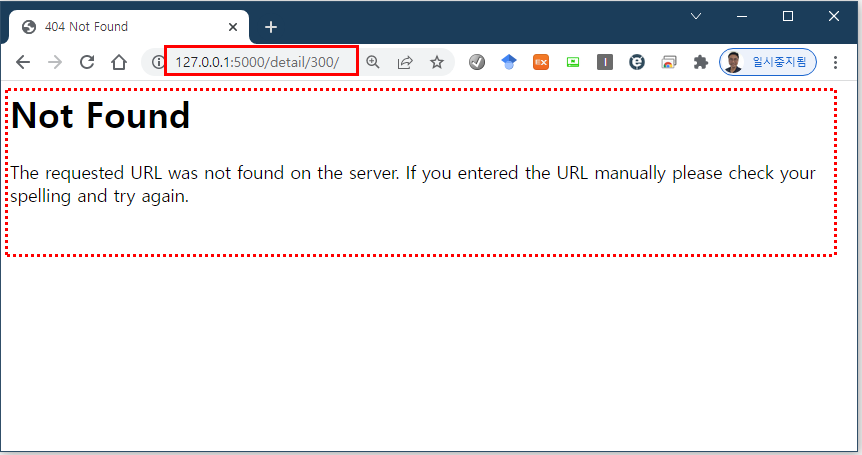 404 Not Found
127.0.0.1:5000/detail/300/
일시중지됨
Not Found
The requested URL was not found on the server. If you entered the URL manually please check your
spelling and try again.